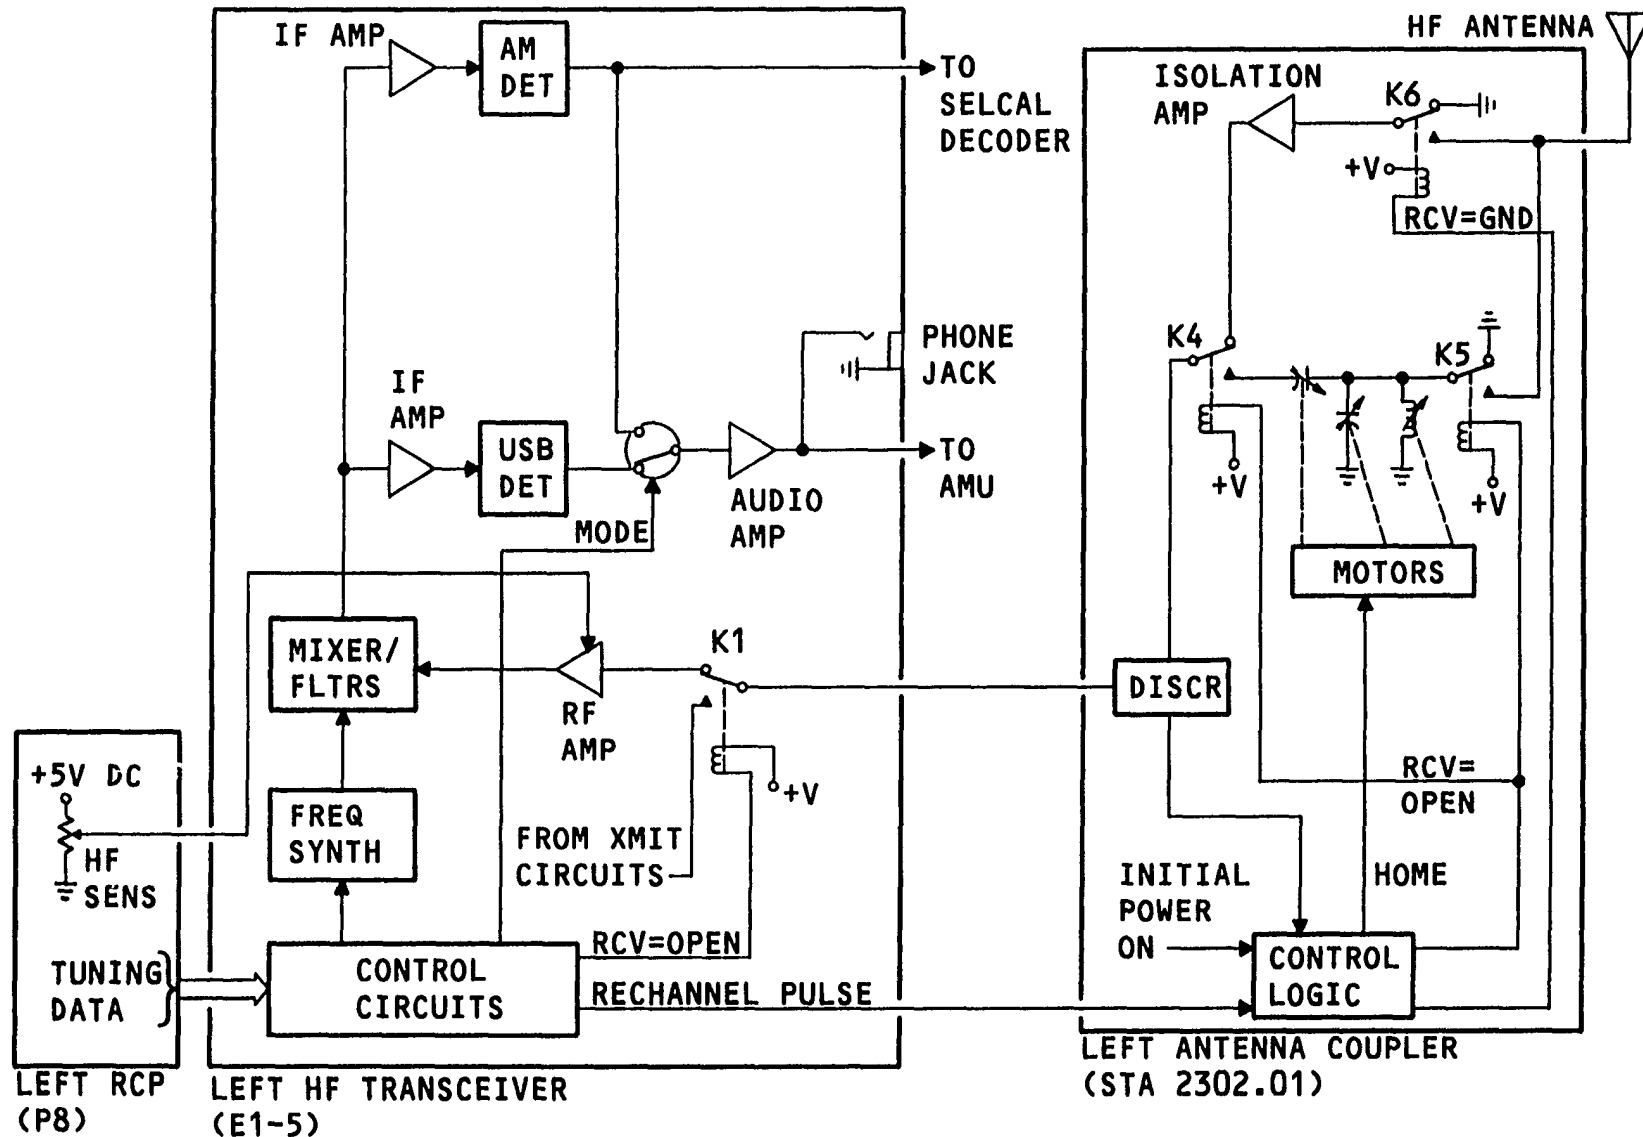 IF AMP
AM
DET
TO
SELCAL
DECODER
HF ANTENNA
ISOLATION
AMP
K6
+V
RCV=GND
PHONE
JACK
K4
K5
+V
+V
IF
AMP
USB
DET
TO
AMU
AUDIO
AMP
MODE
MOTORS
MIXER/
FLTRS
K1
RF
AMP
DISCR
+5V DC
HF
SENS
FREQ
SYNTH
+V
FROM XMIT
CIRCUITS
RCV=
OPEN
INITIAL
POWER
ON
HOME
TUNING
DATA
CONTROL
CIRCUITS
RCV=OPEN
RECHANNEL PULSE
CONTROL
LOGIC
LEFT RCP
(P8)
LEFT HF TRANSCEIVER
(E1-5)
LEFT ANTENNA COUPLER
(STA 2302.01)